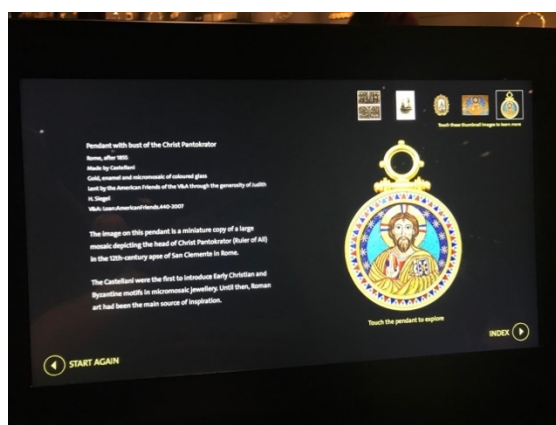 Touch these thumbnail images to learn more
Pendant with bust of the Christ Pantokrator
Rome, after 1855
Made by Castellani
Gold, enamel and micromosaic of coloured glass
Lent by the American Friends of the V&A through the generosity of Judith
H. Siegel
V&A: Loan:AmericanFriends.440-2007
The image on this pendant is a miniature copy of a large
mosaic depicting the head of Christ Pantokrator (Ruler of All)
in the 12th-century apse of San Clemente in Rome.
The Castellani were the first to introduce Early Christian and
Byzantine motifs in micromosaic jewellery. Until then, Roman
art had been the main source of inspiration.
Touch the pendant to explore
START AGAIN
INDEX